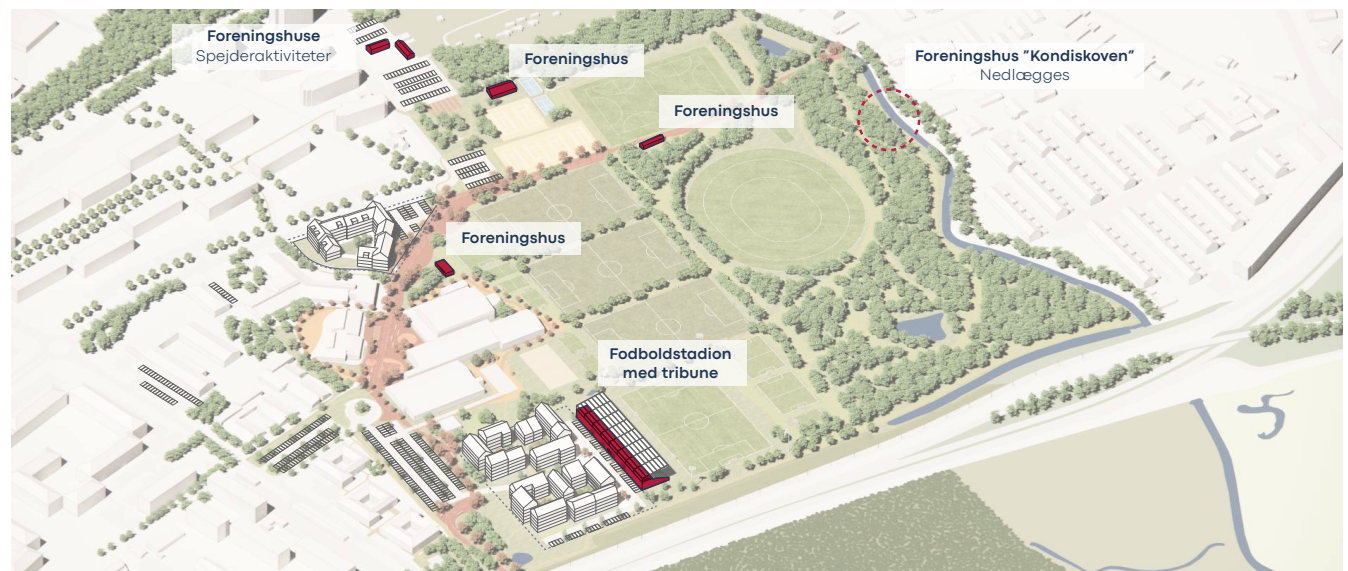 Foreningshuse
Spejderaktiviteter
Foreningshus
Foreningshus ”Kondiskoven”
Nedlægges
Foreningshus
Foreningshus
Fodboldstadion
med tribune